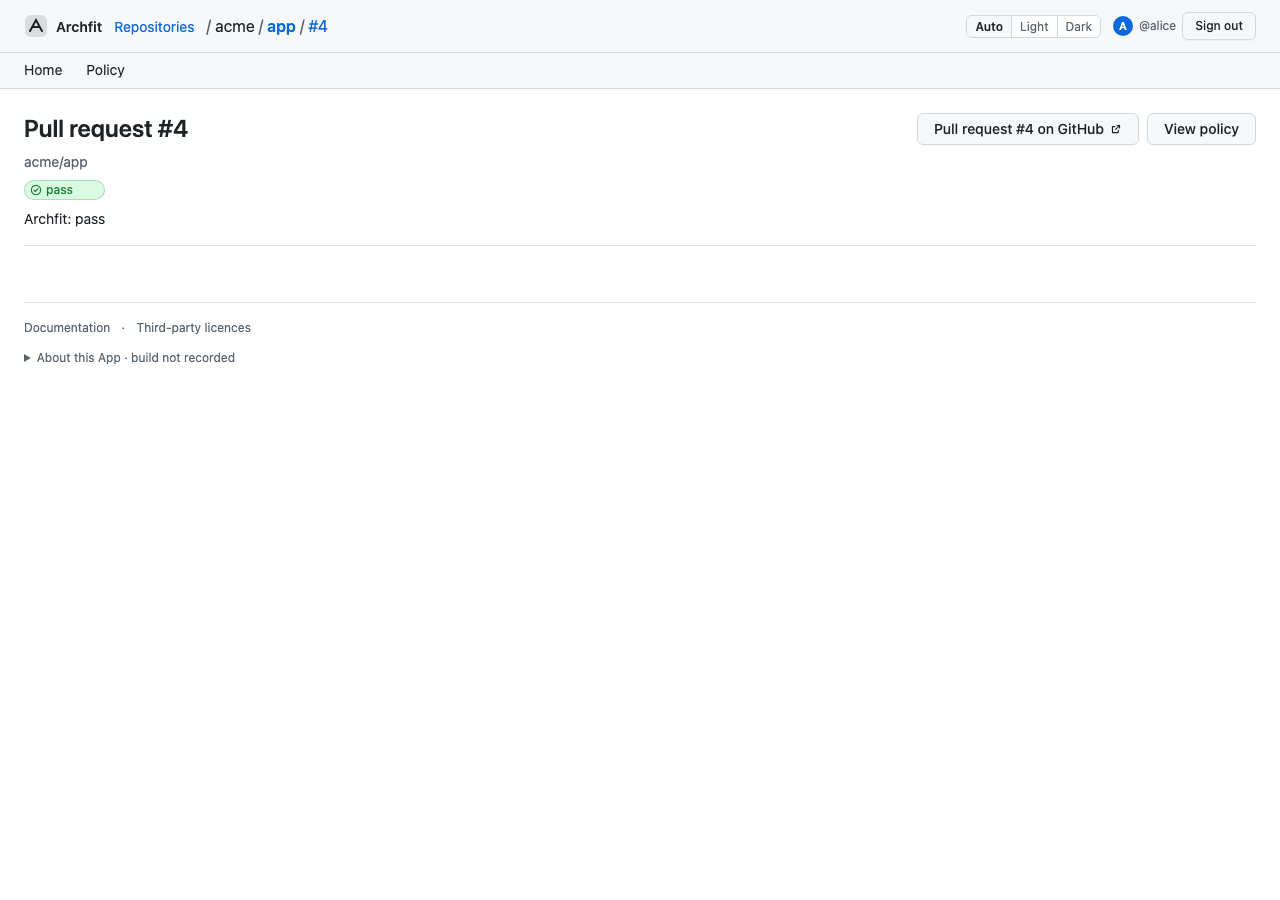 Archfit Repositories / acme / app / #4 Auto Light Dark A @alice Sign out
Home Policy
Pull request #4 Pull request #4 on GitHub View policy
acme/app
pass
Archfit: pass
Documentation · Third-party licences
About this App · build not recorded